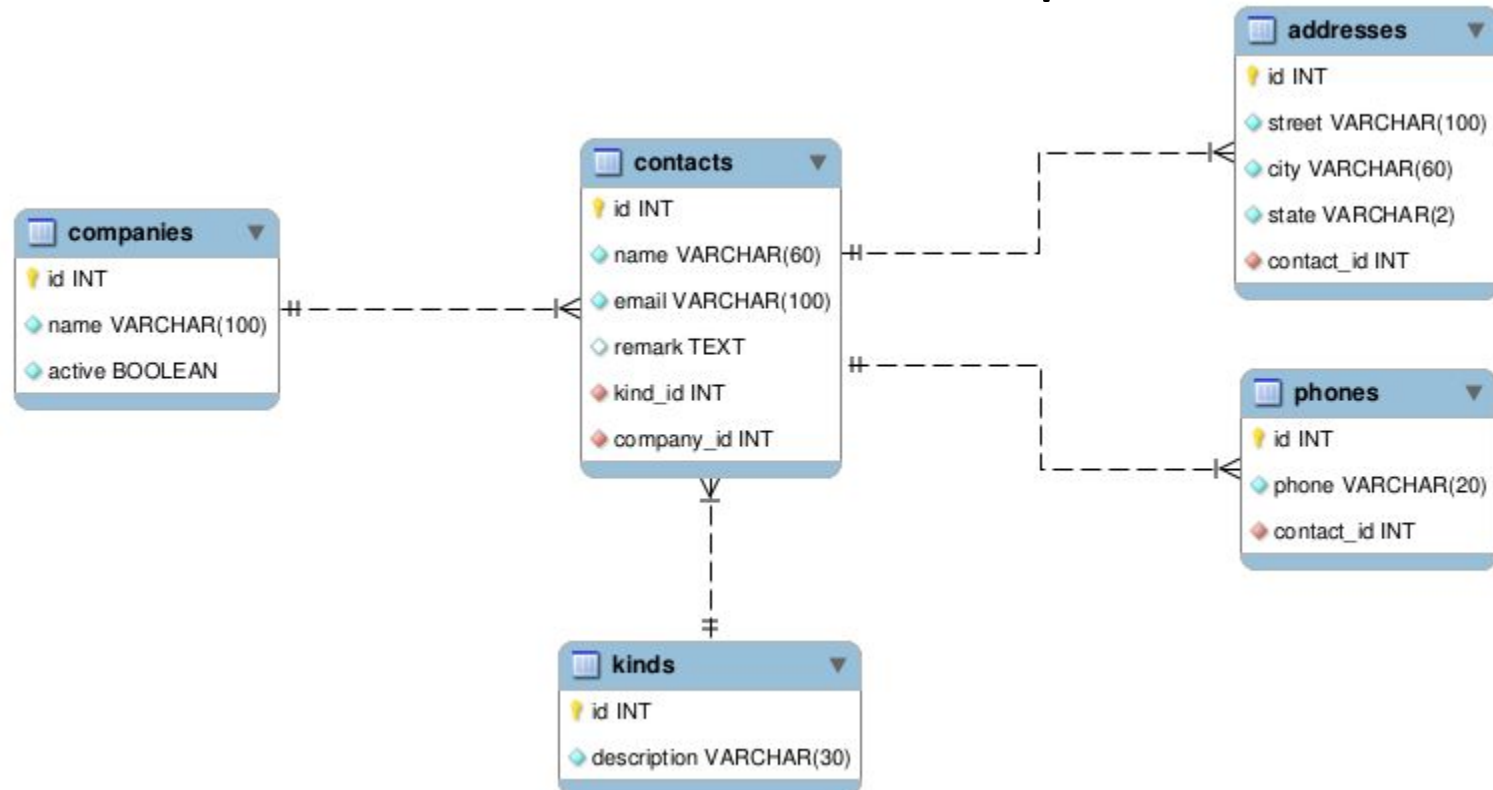 companies
id INT
name VARCHAR(100)
active BOOLEAN
contacts
id INT
name VARCHAR(60)
email VARCHAR(100)
remark TEXT
kind_id INT
company_id INT
kinds
id INT
description VARCHAR(30)
addresses
id INT
street VARCHAR(100)
city VARCHAR(60)
state VARCHAR(2)
contact_id INT
phones
id INT
phone VARCHAR(20)
contact_id INT